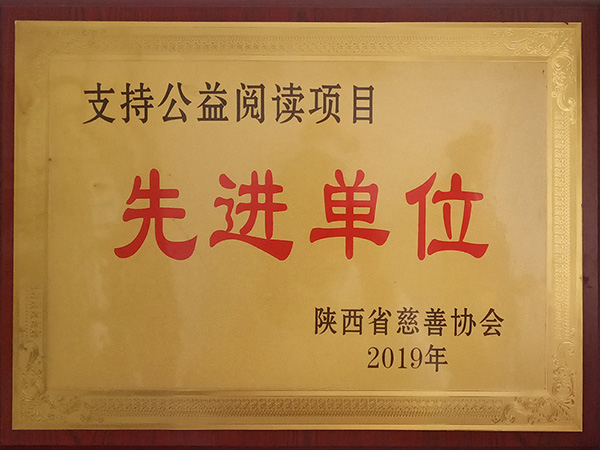 支持公益阅读项目
先进单位
陕西省慈善协会
2019年